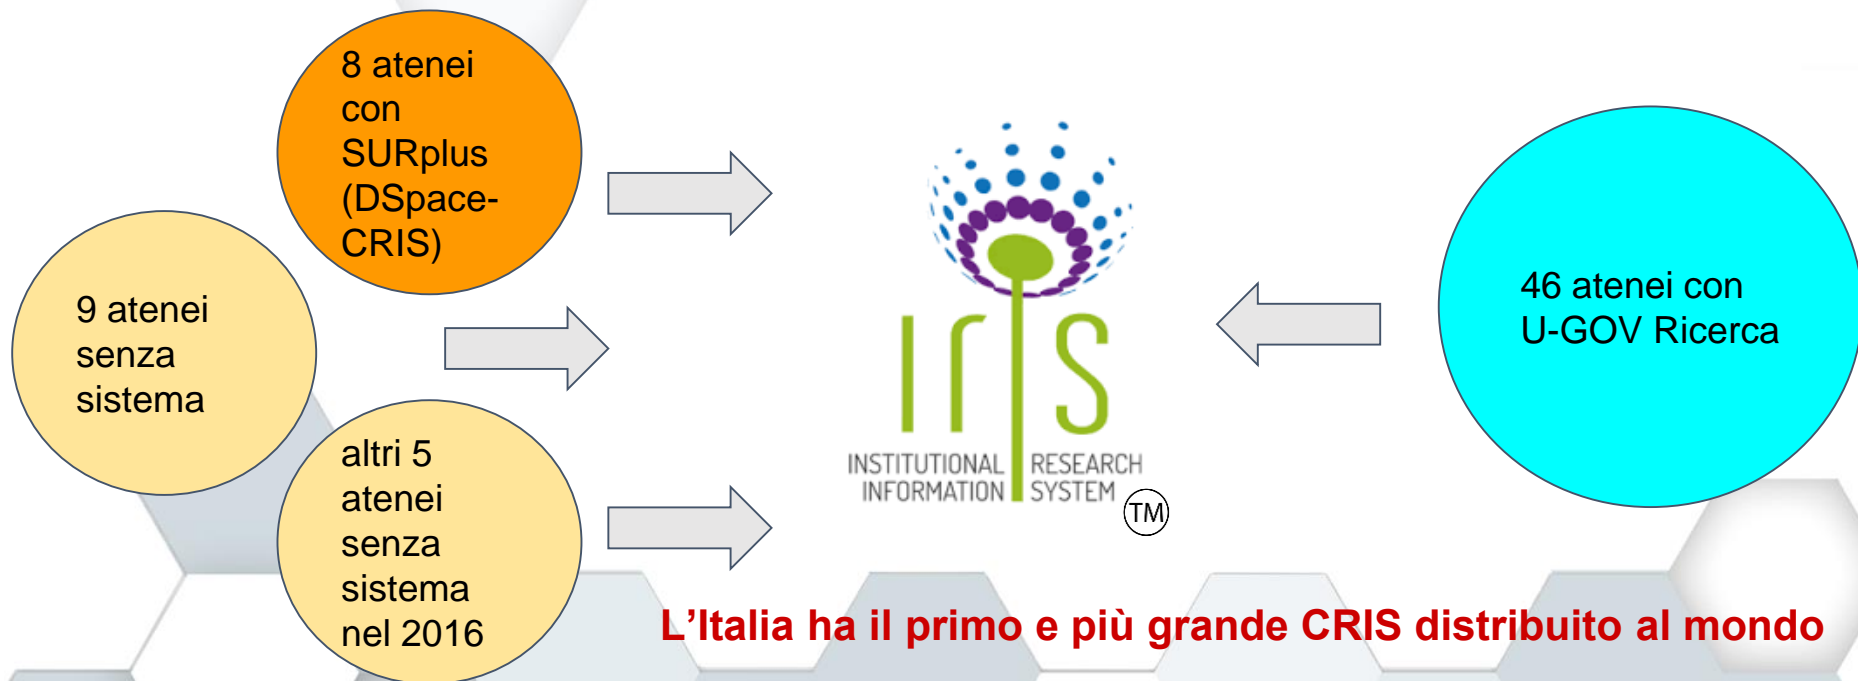 8 atenei
con
SURplus
(DSpace-
CRIS)
9 atenei
senza
sistema
altri 5
atenei
senza
sistema
nel 2016
IrIS
INSTITUTIONAL RESEARCH
INFORMATION SYSTEM
TM
46 atenei con
U-GOV Ricerca
L’Italia ha il primo e più grande CRIS distribuito al mondo